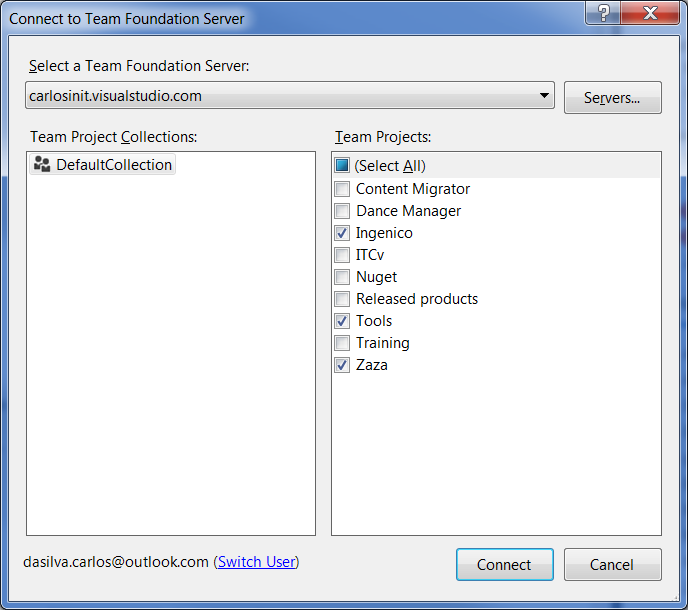 Connect to Team Foundation Server
Select a Team Foundation Server:
carlosinit.visualstudio.com
Servers...
Team Project Collections:
Team Projects:
DefaultCollection
(Select All)
Content Migrator
Dance Manager
Ingenico
ITCv
Nuget
Released products
Tools
Training
Zaza
dasilva.carlos@outlook.com (Switch User)
Connect
Cancel